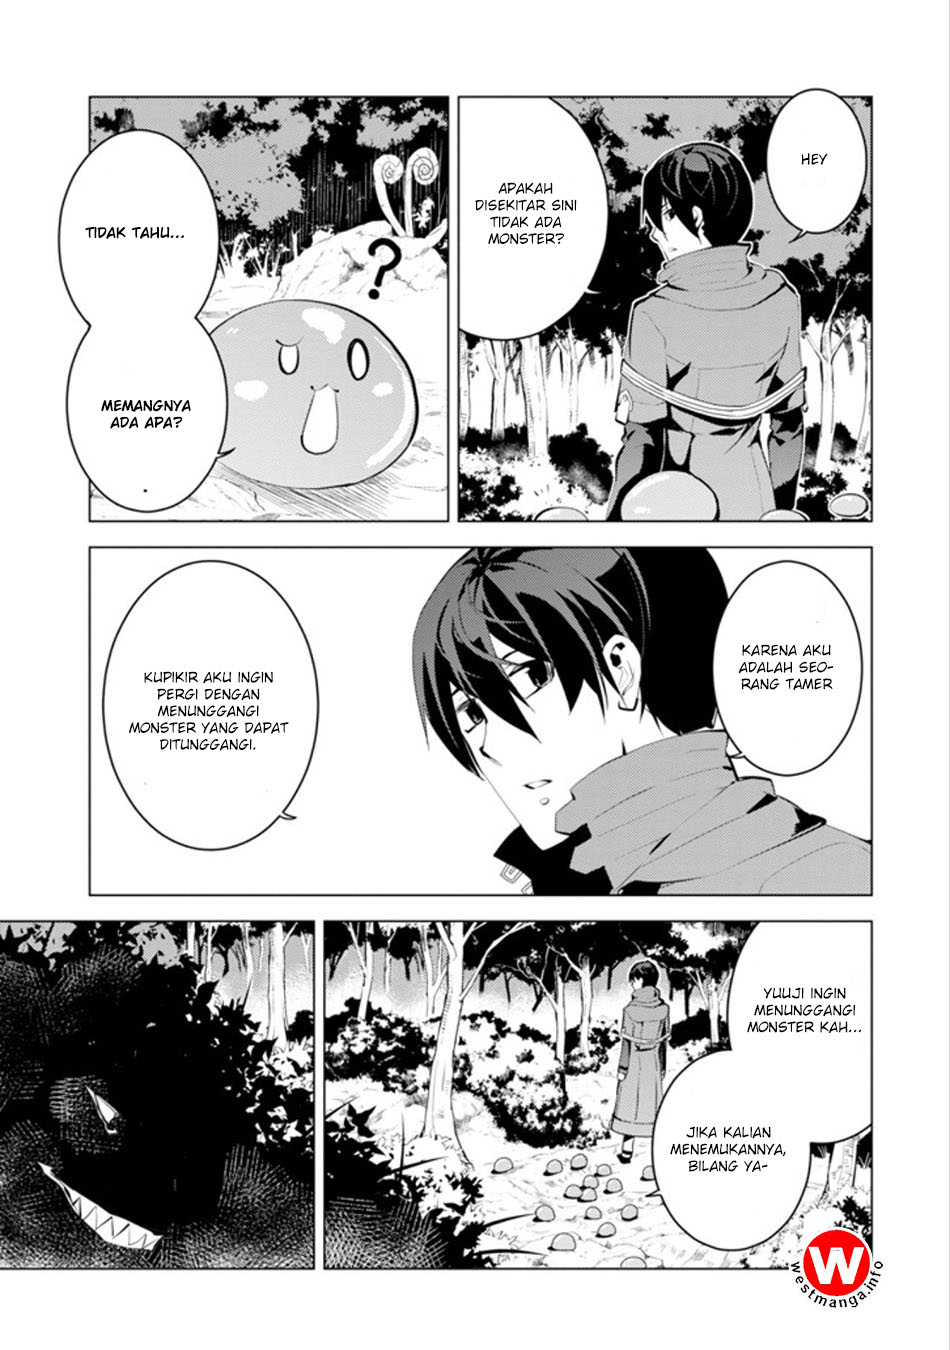 HEY
APAKAH
DISEKITAR SINI
TIDAK ADA
MONSTER?
TIDAK TAHU...
?
MEMANGNYA
ADA APA?
KARENA AKU
ADALAH SEO-
RANG TAMER
KUPIKIR AKU INGIN
PERGI DENGAN
MENUNGGANGI
MONSTER YANG DAPAT
DITUNGGANGI.
YUUJI INGIN
MENUNGGANGI
MONSTER KAH...
JIKA KALIAN
MENEMUKANNYA,
BILANG YA-
W
westmanga.info